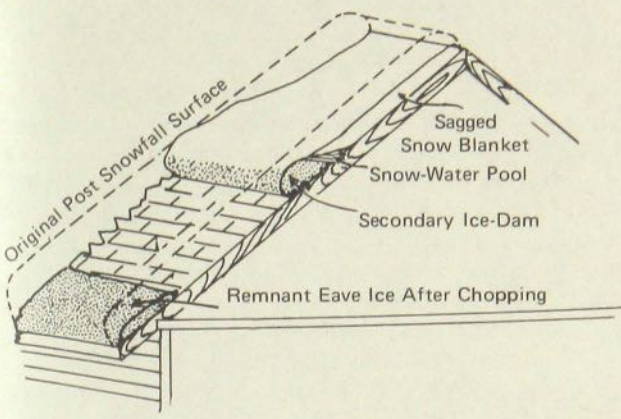 Original Post Snowfall Surface
Sagged
Snow Blanket
Snow-Water Pool
Secondary Ice-Dam
Remnant Eave Ice After Chopping